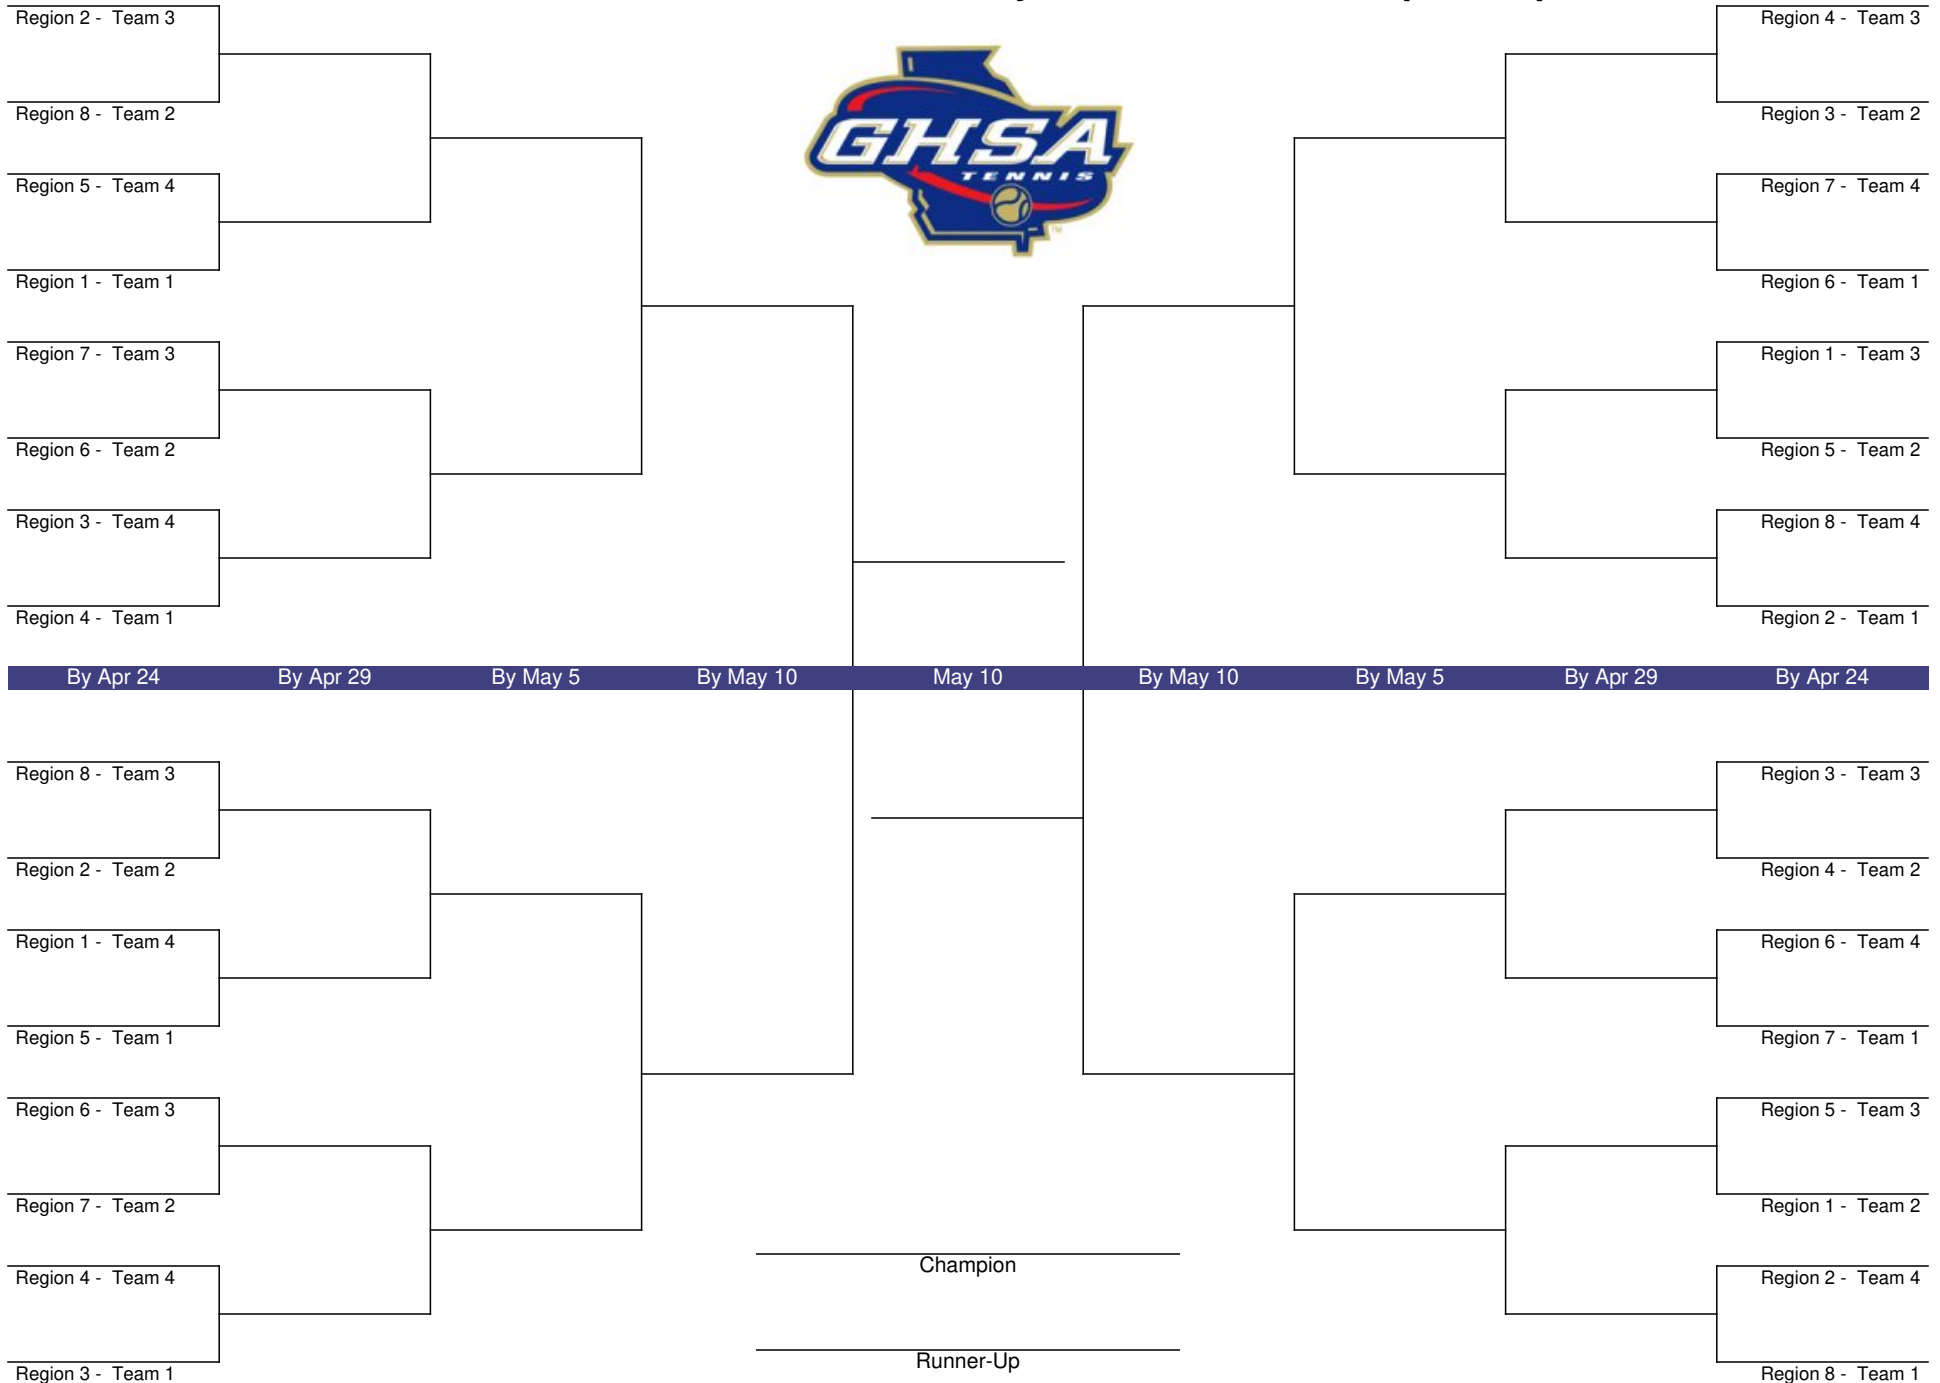 Region 2 - Team 3
Region 8 - Team 2
Region 5 - Team 4
Region 1 - Team 1
Region 7 - Team 3
Region 6 - Team 2
Region 3 - Team 4
Region 4 - Team 1
GHSA
TENNIS
TM
Region 4 - Team 3
Region 3 - Team 2
Region 7 - Team 4
Region 6 - Team 1
Region 1 - Team 3
Region 5 - Team 2
Region 8 - Team 4
Region 2 - Team 1
By Apr 24 By Apr 29 By May 5 By May 10 May 10 By May 10 By May 5 By Apr 29 By Apr 24
Region 8 - Team 3
Region 2 - Team 2
Region 1 - Team 4
Region 5 - Team 1
Region 6 - Team 3
Region 7 - Team 2
Region 4 - Team 4
Region 3 - Team 1
Champion
Runner-Up
Region 3 - Team 3
Region 4 - Team 2
Region 6 - Team 4
Region 7 - Team 1
Region 5 - Team 3
Region 1 - Team 2
Region 2 - Team 4
Region 8 - Team 1